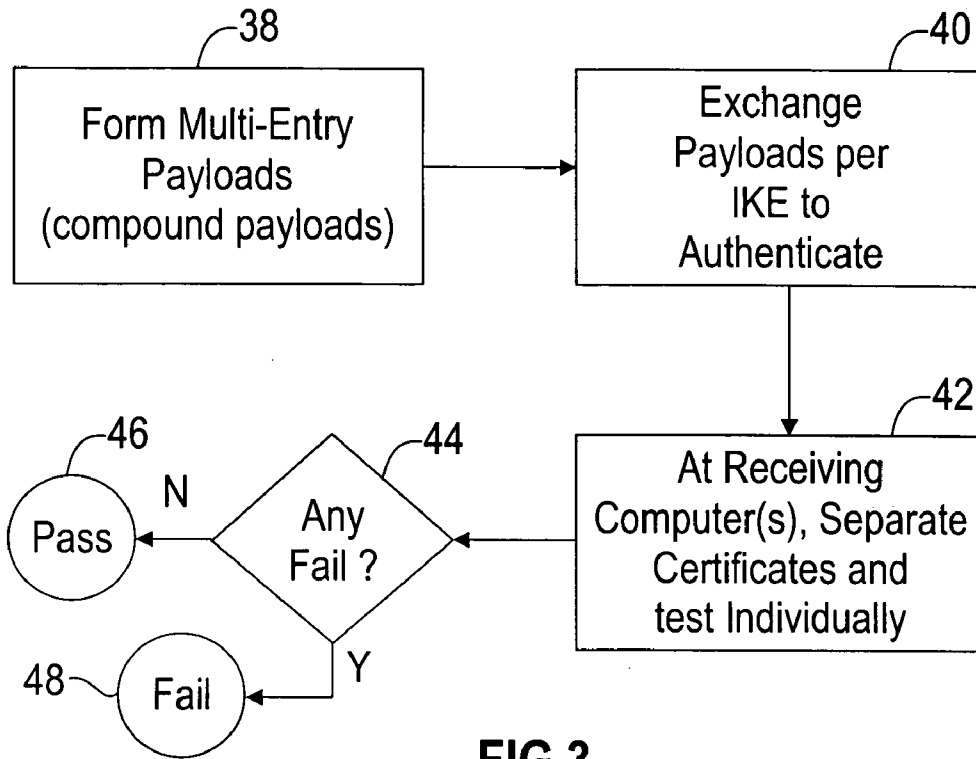 38
Form Multi-Entry
Payloads
(compound payloads)
40
Exchange
Payloads per
IKE to
Authenticate
42
At Receiving
Computer(s), Separate
Certificates and
test Individually
44
Any
Fail ?
N
46
Pass
Y
48
Fail
FIG 3